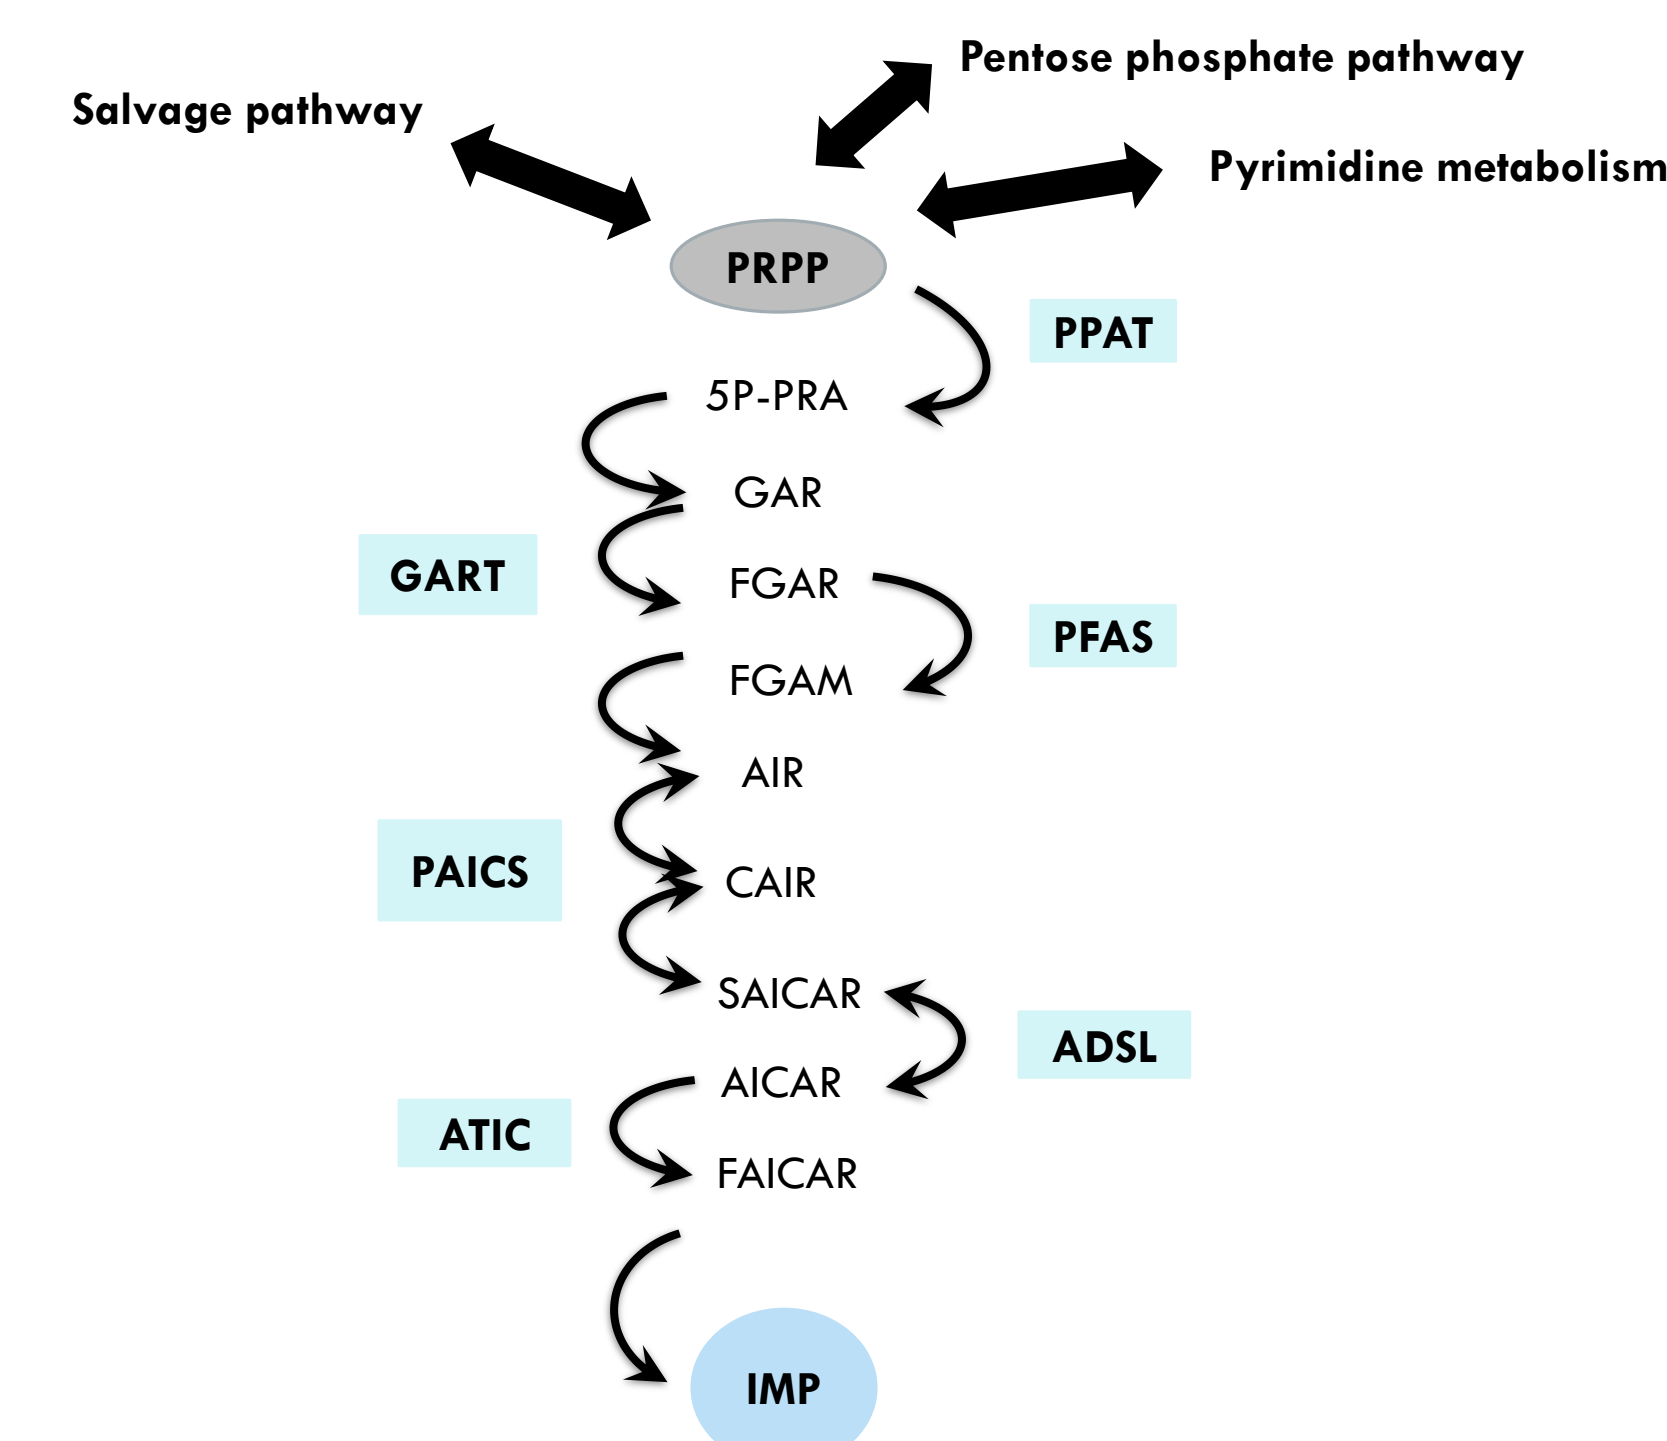 Pentose phosphate pathway
Salvage pathway
Pyrimidine metabolism
PRPP
PPAT
5P-PRA
GAR
GART
FGAR
PFAS
FGAM
AIR
PAICS
CAIR
SAICAR
ADSL
AICAR
ATIC
FAICAR
IMP